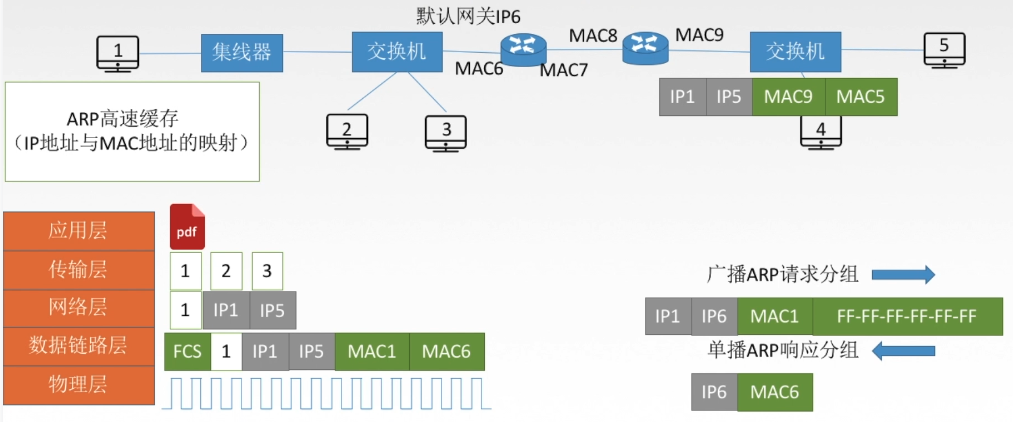 默认网关IP6
1
集线器
交换机
MAC6
MAC7
MAC8
MAC9
交换机
5
IP1 IP5 MAC9 MAC5
2
3
4
ARP高速缓存
（IP地址与MAC地址的映射）
应用层
pdf
传输层
1 2 3
网络层
1 IP1 IP5
数据链路层
FCS 1 IP1 IP5 MAC1 MAC6
物理层
广播ARP请求分组
IP1 IP6 MAC1 FF-FF-FF-FF-FF-FF
单播ARP响应分组
IP6 MAC6